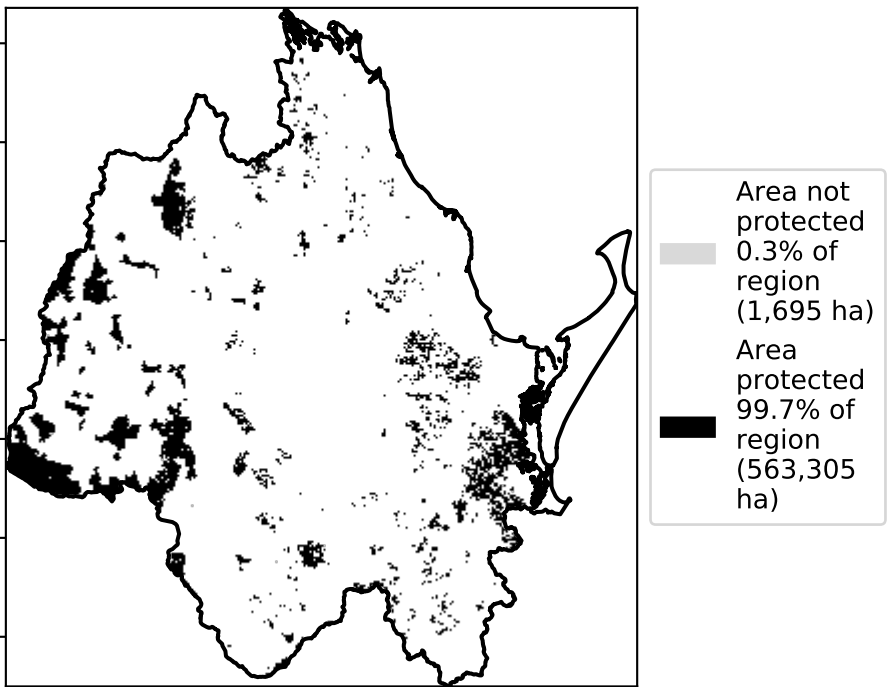 Area not
protected
0.3% of
region
(1,695 ha)
Area
protected
99.7% of
region
(563,305
ha)